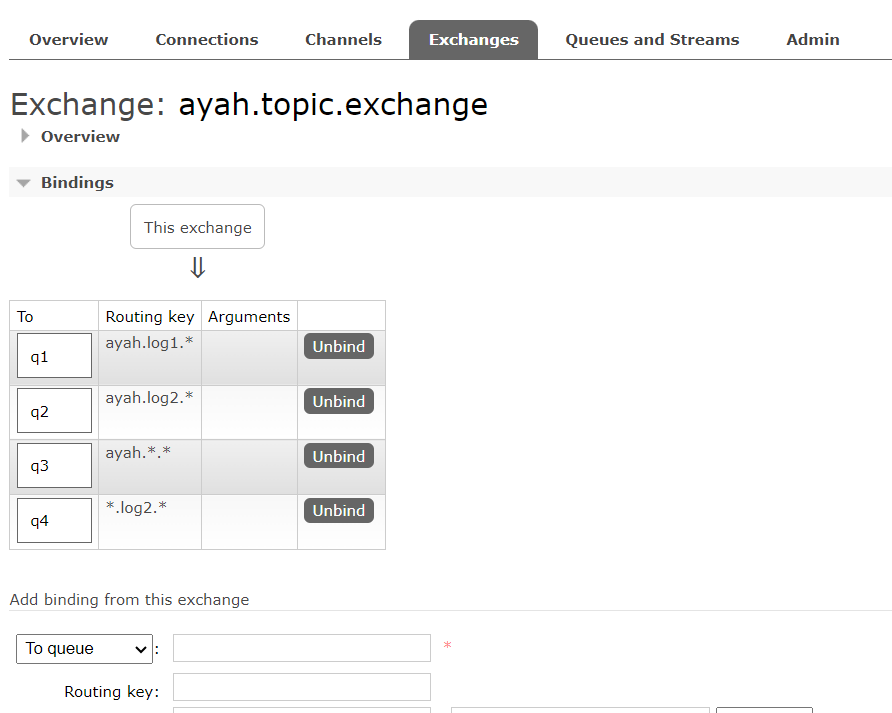 Overview Connections Channels Exchanges Queues and Streams Admin
Exchange: ayah.topic.exchange
Overview
Bindings
This exchange
⇓
To Routing key Arguments
q1 ayah.log1.* Unbind
q2 ayah.log2.* Unbind
q3 ayah.*.* Unbind
q4 *.log2.* Unbind
Add binding from this exchange
To queue : *
Routing key: